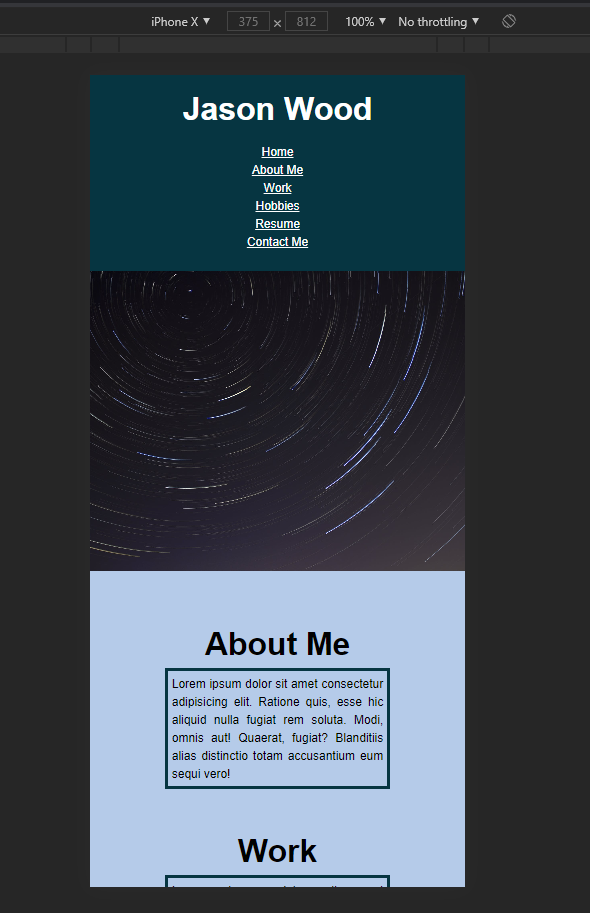 iPhone X ▼ 375 × 812 100% ▼ No throttling ▼
Jason Wood
Home
About Me
Work
Hobbies
Resume
Contact Me
About Me
Lorem ipsum dolor sit amet consectetur
adipisicing elit. Ratione quis, esse hic
aliquid nulla fugiat rem soluta. Modi,
omnis aut! Quaerat, fugiat? Blanditiis
alias distinctio totam accusantium eum
sequi vero!
Work